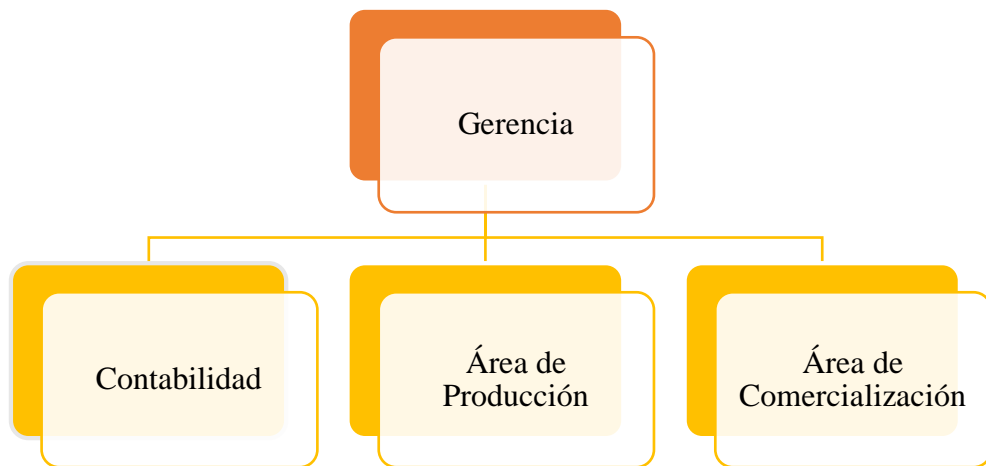 Gerencia
Contabilidad
Área de
Producción
Área de
Comercialización